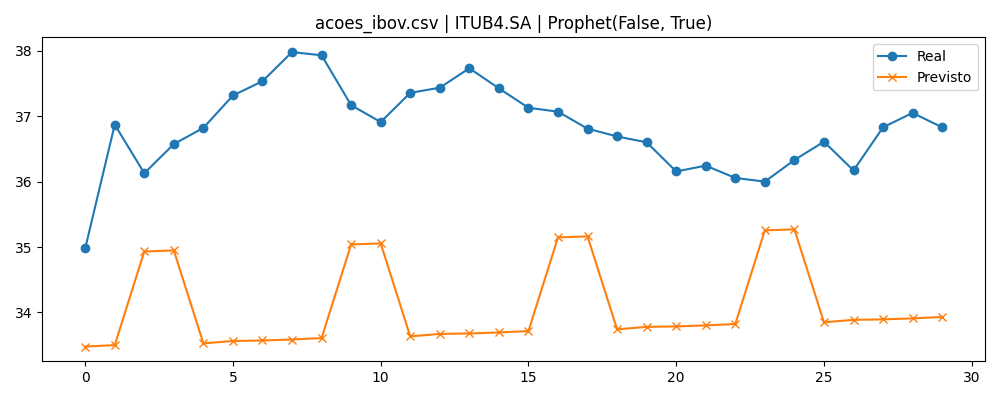 acoes_ibov.csv | ITUB4.SA | Prophet(False, True)
Real
Previsto
38
37
36
35
34
0 5 10 15 20 25 30